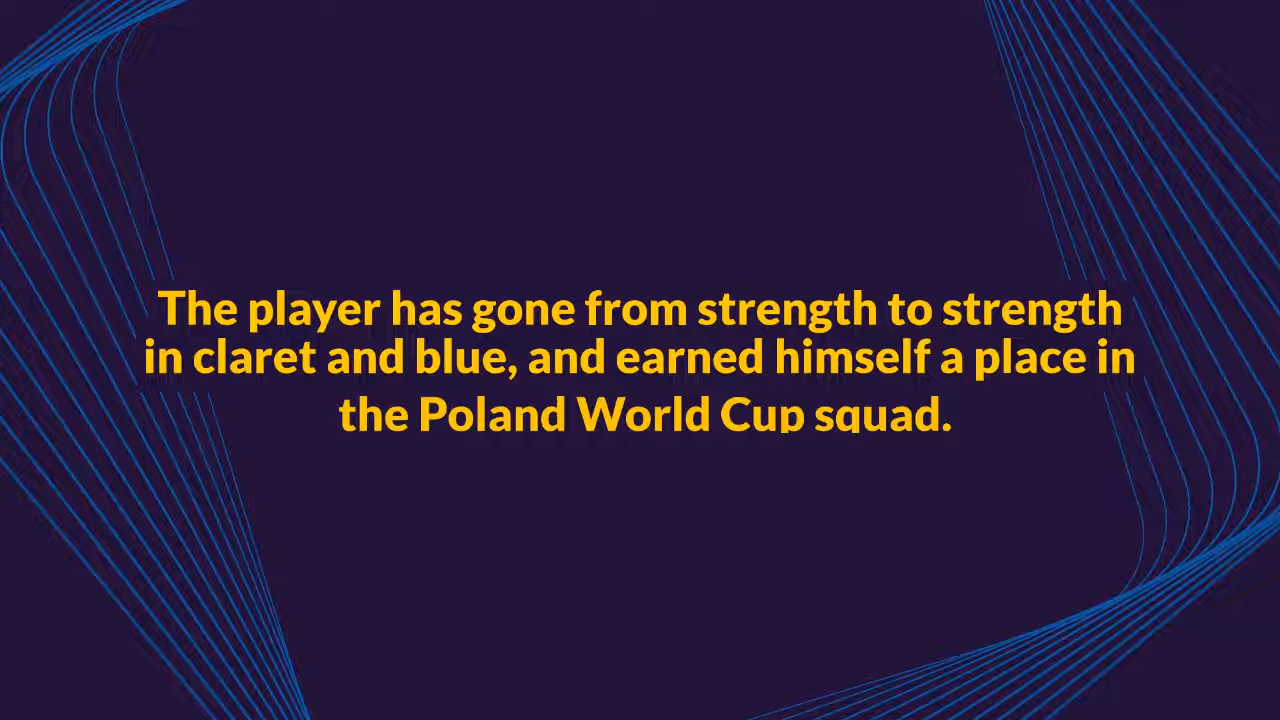 The player has gone from strength to strength
in claret and blue, and earned himself a place in
the Poland World Cup squad.